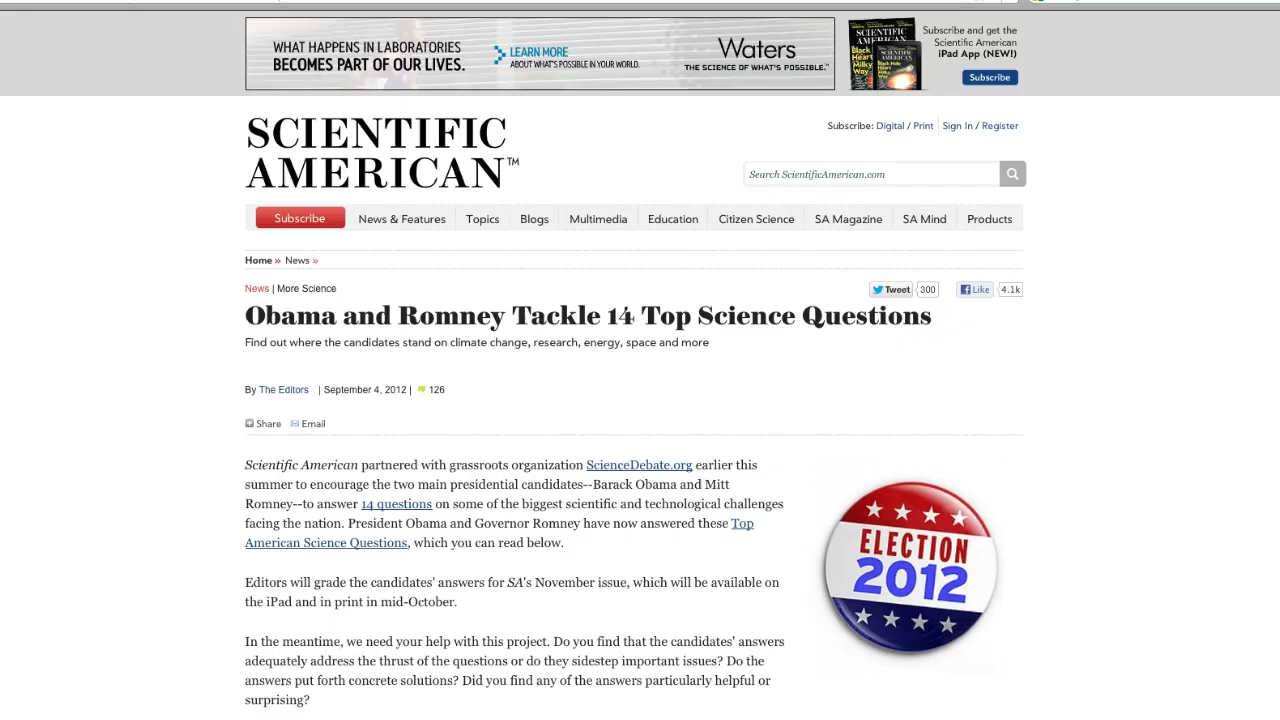 WHAT HAPPENS IN LABORATORIES
BECOMES PART OF OUR LIVES.
LEARN MORE
ABOUT WHAT'S POSSIBLE IN YOUR WORLD.
Waters
THE SCIENCE OF WHAT'S POSSIBLE.™
SCIENTIFIC
AMERICAN
Black
Heart
Milky
Way
Subscribe and get the
Scientific American
iPad App (NEW!)
Subscribe
SCIENTIFIC
AMERICAN™
Subscribe: Digital / Print | Sign In / Register
Search ScientificAmerican.com
Subscribe News & Features Topics Blogs Multimedia Education Citizen Science SA Magazine SA Mind Products
Home » News »
News | More Science
Tweet 300 Like 4.1k
Obama and Romney Tackle 14 Top Science Questions
Find out where the candidates stand on climate change, research, energy, space and more
By The Editors | September 4, 2012 | 126
Share Email
Scientific American partnered with grassroots organization ScienceDebate.org earlier this
summer to encourage the two main presidential candidates--Barack Obama and Mitt
Romney--to answer 14 questions on some of the biggest scientific and technological challenges
facing the nation. President Obama and Governor Romney have now answered these Top
American Science Questions, which you can read below.
Editors will grade the candidates' answers for SA's November issue, which will be available on
the iPad and in print in mid-October.
In the meantime, we need your help with this project. Do you find that the candidates' answers
adequately address the thrust of the questions or do they sidestep important issues? Do the
answers put forth concrete solutions? Did you find any of the answers particularly helpful or
surprising?
ELECTION
2012